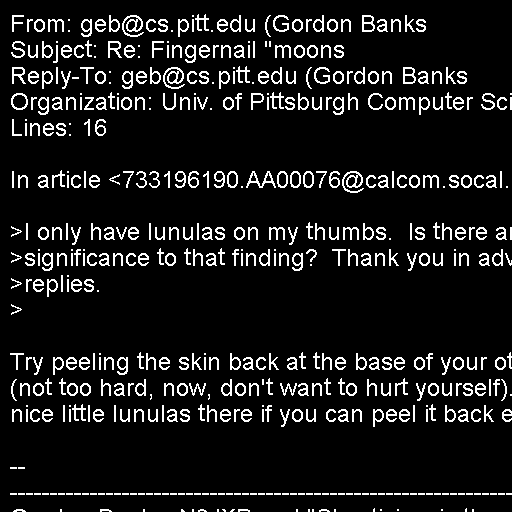 From: geb@cs.pitt.edu (Gordon Banks
Subject: Re: Fingernail "moons
Reply-To: geb@cs.pitt.edu (Gordon Banks
Organization: Univ. of Pittsburgh Computer Sci
Lines: 16

In article <733196190.AA00076@calcom.socal.

>I only have lunulas on my thumbs.  Is there
>significance to that finding?  Thank you in adv
>replies.
>

Try peeling the skin back at the base of your
(not too hard, now, don't want to hurt yourself).
nice little lunulas there if you can peel it back

--
----------------------------------------------------------------